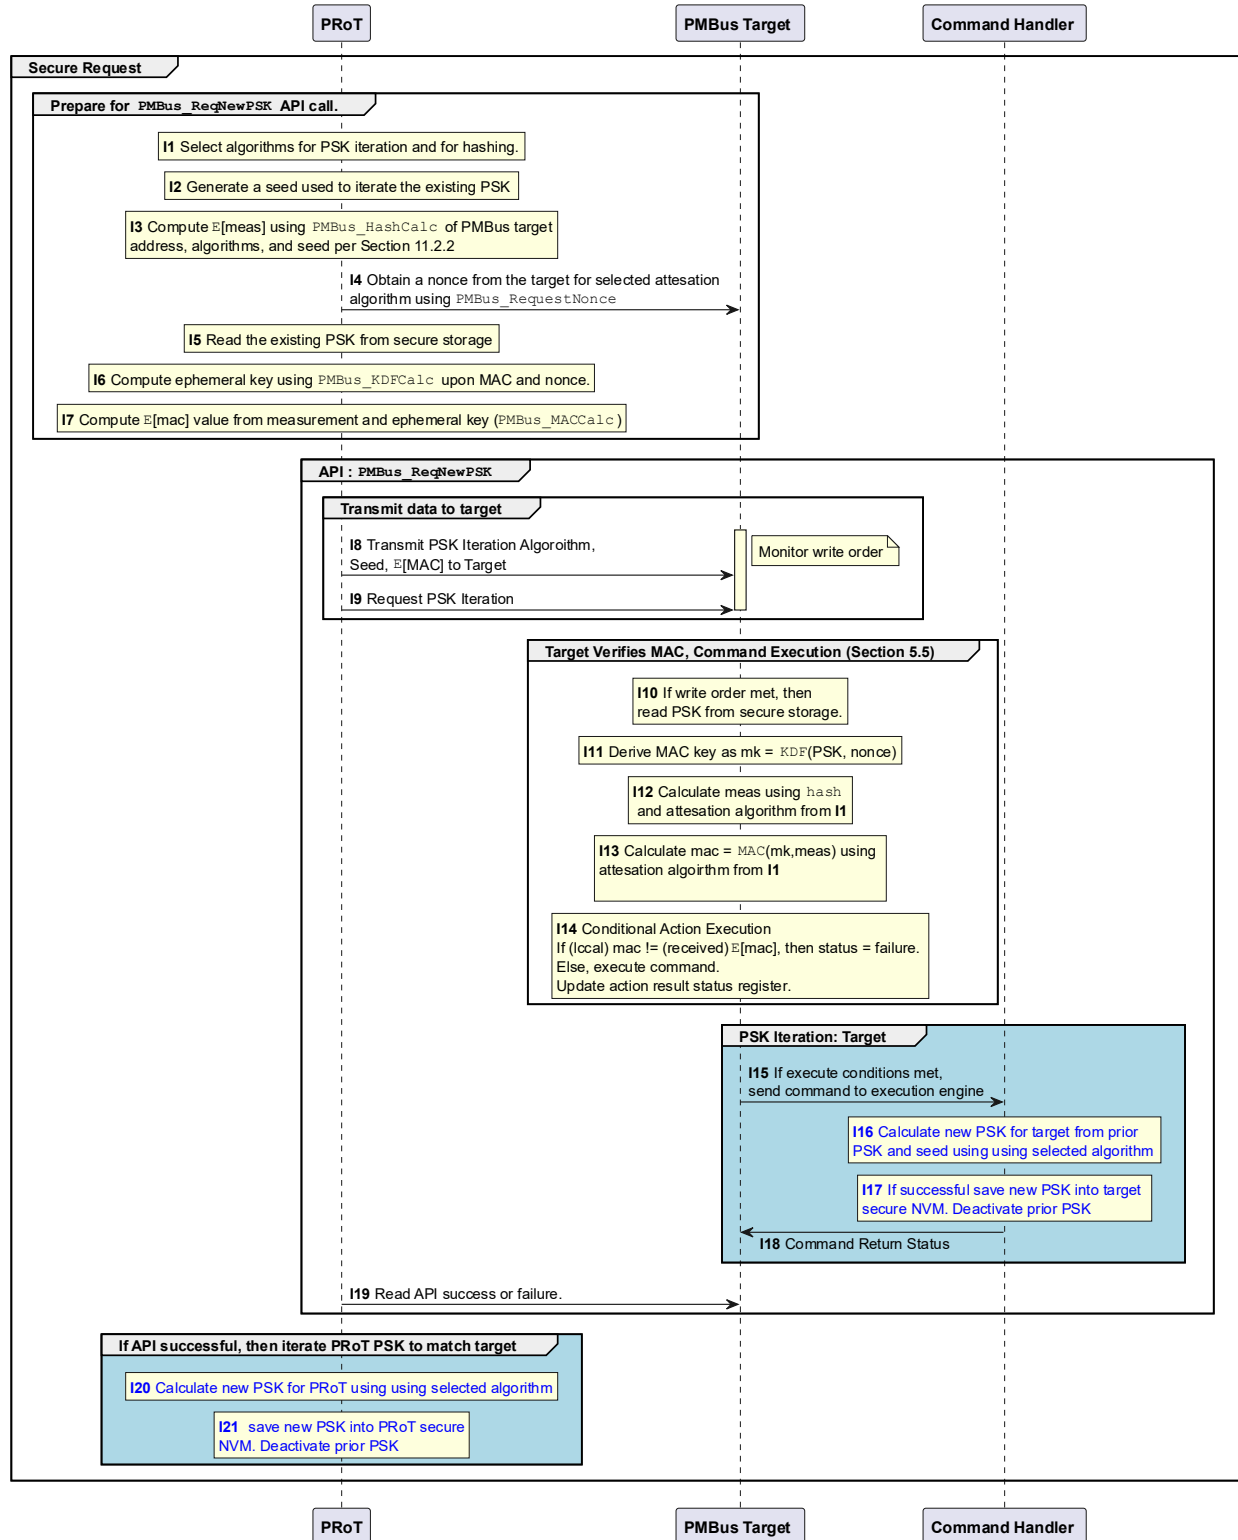 PRoT PMBus Target Command Handler
Secure Request
Prepare for PMBus_ReqNewPSK API call.
I1 Select algorithms for PSK iteration and for hashing.
I2 Generate a seed used to iterate the existing PSK
I3 Compute E[meas] using PMBus_HashCalc of PMBus target
address, algorithms, and seed per Section 11.2.2
I4 Obtain a nonce from the target for selected attesation
algorithm using PMBus_RequestNonce
I5 Read the existing PSK from secure storage
I6 Compute ephemeral key using PMBus_KDFCalc upon MAC and nonce.
I7 Compute E[mac] value from measurement and ephemeral key (PMBus_MACCalc)
API : PMBus_ReqNewPSK
Transmit data to target
I8 Transmit PSK Iteration Algoroithm,
Seed, E[MAC] to Target
Monitor write order
I9 Request PSK Iteration
Target Verifies MAC, Command Execution (Section 5.5)
I10 If write order met, then
read PSK from secure storage.
I11 Derive MAC key as mk = KDF(PSK, nonce)
I12 Calculate meas using hash
and attesation algorithm from I1
I13 Calculate mac = MAC(mk,meas) using
attesation algoirthm from I1
I14 Conditional Action Execution
If (lccal) mac != (received) E[mac], then status = failure.
Else, execute command.
Update action result status register.
PSK Iteration: Target
I15 If execute conditions met,
send command to execution engine
I16 Calculate new PSK for target from prior
PSK and seed using using selected algorithm
I17 If successful save new PSK into target
secure NVM. Deactivate prior PSK
I18 Command Return Status
I19 Read API success or failure.
If API successful, then iterate PRoT PSK to match target
I20 Calculate new PSK for PRoT using using selected algorithm
I21 save new PSK into PRoT secure
NVM. Deactivate prior PSK
PRoT PMBus Target Command Handler